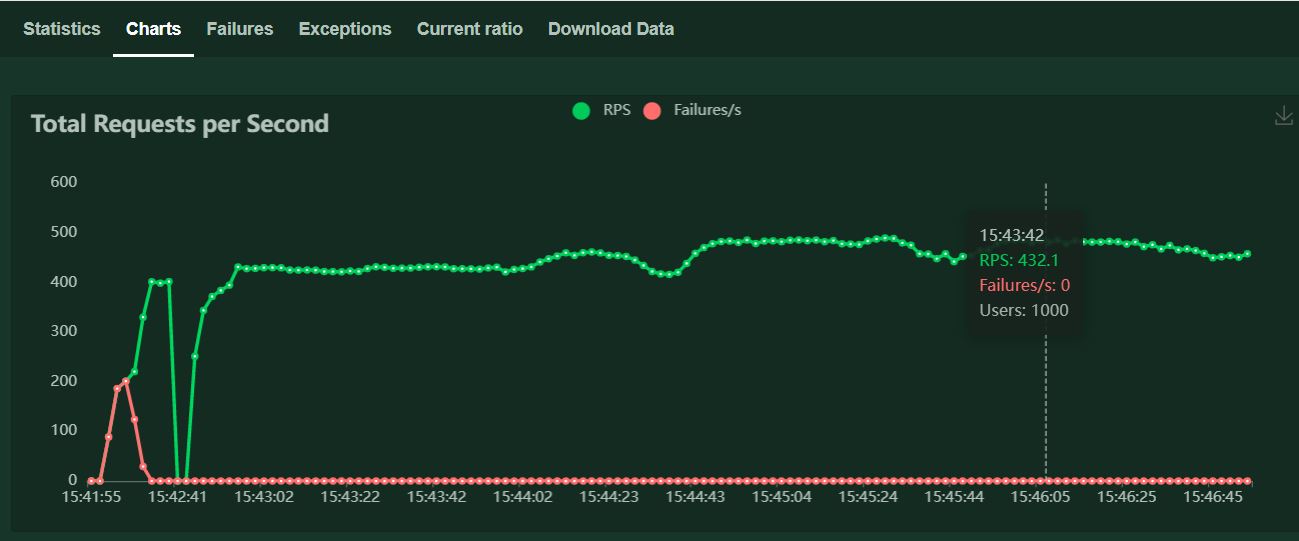 Statistics Charts Failures Exceptions Current ratio Download Data
Total Requests per Second
RPS Failures/s
600
500
400
300
200
100
0
15:43:42
RPS: 432.1
Failures/s: 0
Users: 1000
15:41:55 15:42:41 15:43:02 15:43:22 15:43:42 15:44:02 15:44:23 15:44:43 15:45:04 15:45:24 15:45:44 15:46:05 15:46:25 15:46:45